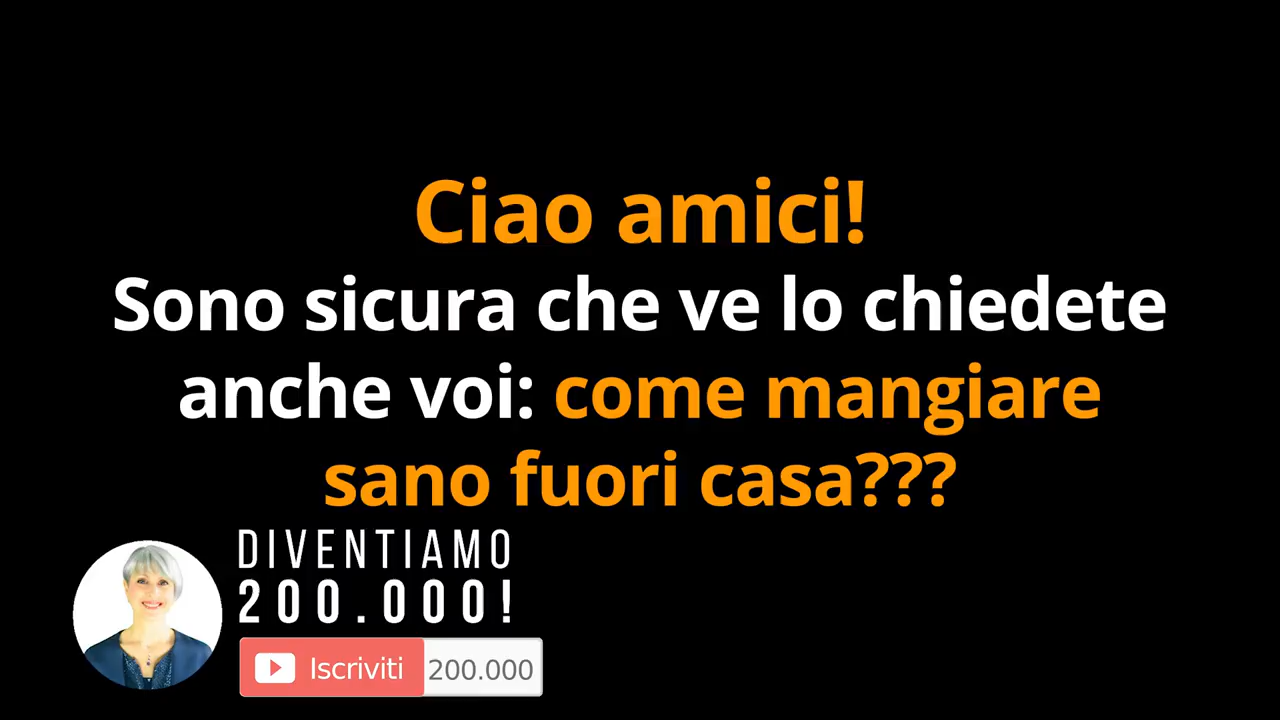 Ciao amici!
Sono sicura che ve lo chiedete
anche voi: come mangiare
sano fuori casa???
DIVENTIAMO
200.000!
Iscriviti 200.000